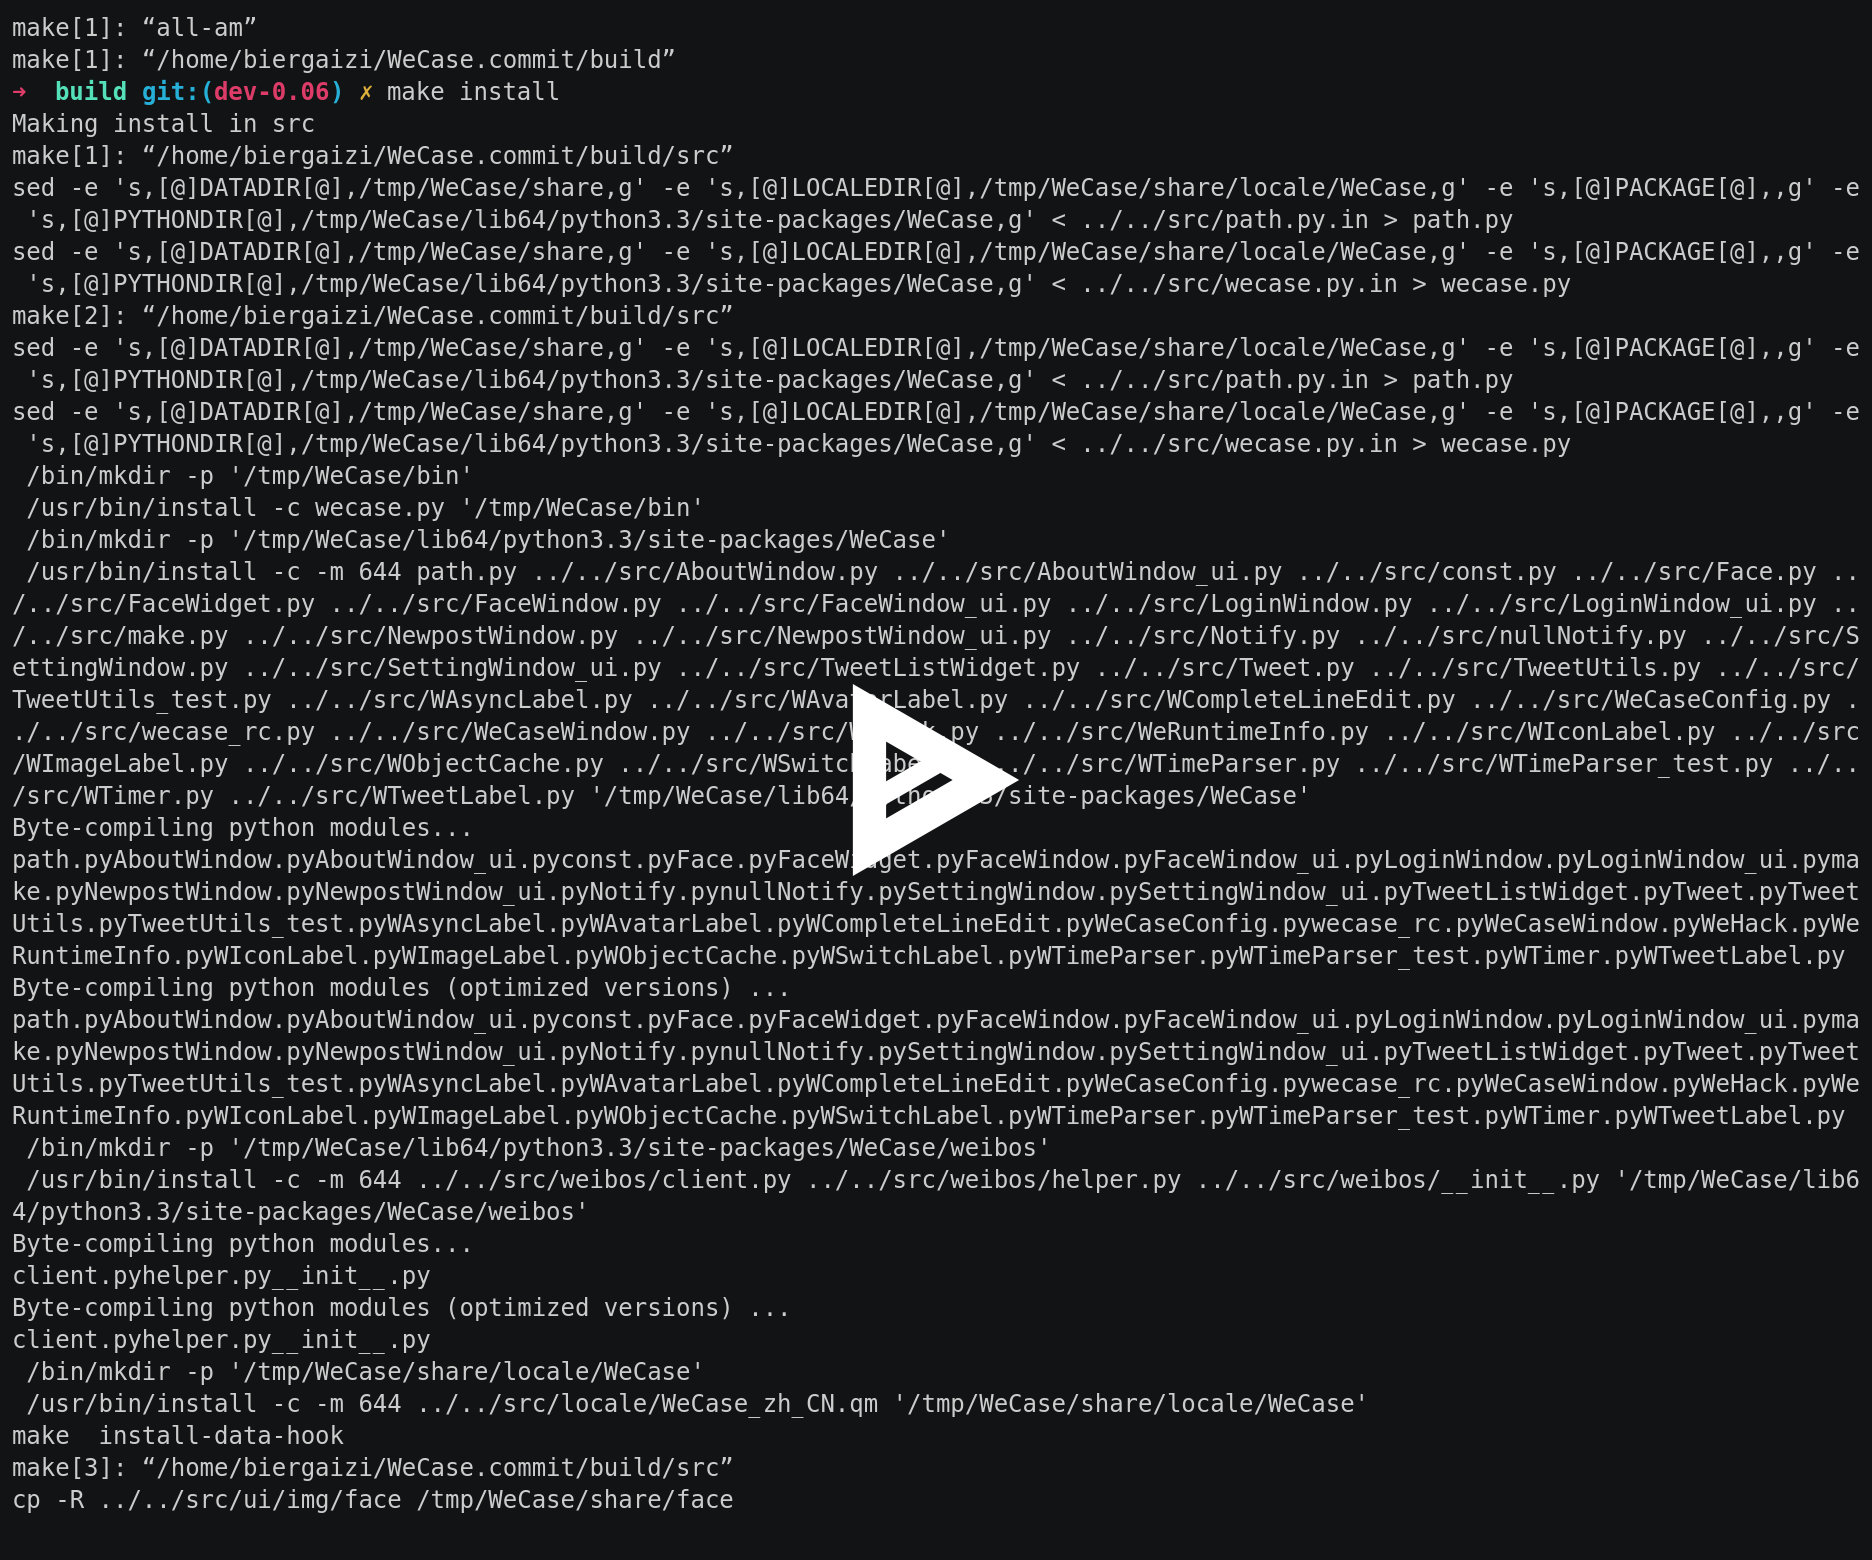 make[1]: “all-am”
make[1]: “/home/biergaizi/WeCase.commit/build”
➜  build git:(dev-0.06) ✗ make install
Making install in src
make[1]: “/home/biergaizi/WeCase.commit/build/src”
sed -e 's,[@]DATADIR[@],/tmp/WeCase/share,g' -e 's,[@]LOCALEDIR[@],/tmp/WeCase/share/locale/WeCase,g' -e 's,[@]PACKAGE[@],,g' -e
 's,[@]PYTHONDIR[@],/tmp/WeCase/lib64/python3.3/site-packages/WeCase,g' < ../../src/path.py.in > path.py
sed -e 's,[@]DATADIR[@],/tmp/WeCase/share,g' -e 's,[@]LOCALEDIR[@],/tmp/WeCase/share/locale/WeCase,g' -e 's,[@]PACKAGE[@],,g' -e
 's,[@]PYTHONDIR[@],/tmp/WeCase/lib64/python3.3/site-packages/WeCase,g' < ../../src/wecase.py.in > wecase.py
make[2]: “/home/biergaizi/WeCase.commit/build/src”
sed -e 's,[@]DATADIR[@],/tmp/WeCase/share,g' -e 's,[@]LOCALEDIR[@],/tmp/WeCase/share/locale/WeCase,g' -e 's,[@]PACKAGE[@],,g' -e
 's,[@]PYTHONDIR[@],/tmp/WeCase/lib64/python3.3/site-packages/WeCase,g' < ../../src/path.py.in > path.py
sed -e 's,[@]DATADIR[@],/tmp/WeCase/share,g' -e 's,[@]LOCALEDIR[@],/tmp/WeCase/share/locale/WeCase,g' -e 's,[@]PACKAGE[@],,g' -e
 's,[@]PYTHONDIR[@],/tmp/WeCase/lib64/python3.3/site-packages/WeCase,g' < ../../src/wecase.py.in > wecase.py
 /bin/mkdir -p '/tmp/WeCase/bin'
 /usr/bin/install -c wecase.py '/tmp/WeCase/bin'
 /bin/mkdir -p '/tmp/WeCase/lib64/python3.3/site-packages/WeCase'
 /usr/bin/install -c -m 644 path.py ../../src/AboutWindow.py ../../src/AboutWindow_ui.py ../../src/const.py ../../src/Face.py ..
/../src/FaceWidget.py ../../src/FaceWindow.py ../../src/FaceWindow_ui.py ../../src/LoginWindow.py ../../src/LoginWindow_ui.py ..
/../src/make.py ../../src/NewpostWindow.py ../../src/NewpostWindow_ui.py ../../src/Notify.py ../../src/nullNotify.py ../../src/S
ettingWindow.py ../../src/SettingWindow_ui.py ../../src/TweetListWidget.py ../../src/Tweet.py ../../src/TweetUtils.py ../../src/
TweetUtils_test.py ../../src/WAsyncLabel.py ../../src/WAvatarLabel.py ../../src/WCompleteLineEdit.py ../../src/WeCaseConfig.py .
./../src/wecase_rc.py ../../src/WeCaseWindow.py ../../src/WeHack.py ../../src/WeRuntimeInfo.py ../../src/WIconLabel.py ../../src
/WImageLabel.py ../../src/WObjectCache.py ../../src/WSwitchLabel.py ../../src/WTimeParser.py ../../src/WTimeParser_test.py ../..
/src/WTimer.py ../../src/WTweetLabel.py '/tmp/WeCase/lib64/python3.3/site-packages/WeCase'
Byte-compiling python modules...
path.pyAboutWindow.pyAboutWindow_ui.pyconst.pyFace.pyFaceWidget.pyFaceWindow.pyFaceWindow_ui.pyLoginWindow.pyLoginWindow_ui.pyma
ke.pyNewpostWindow.pyNewpostWindow_ui.pyNotify.pynullNotify.pySettingWindow.pySettingWindow_ui.pyTweetListWidget.pyTweet.pyTweet
Utils.pyTweetUtils_test.pyWAsyncLabel.pyWAvatarLabel.pyWCompleteLineEdit.pyWeCaseConfig.pywecase_rc.pyWeCaseWindow.pyWeHack.pyWe
RuntimeInfo.pyWIconLabel.pyWImageLabel.pyWObjectCache.pyWSwitchLabel.pyWTimeParser.pyWTimeParser_test.pyWTimer.pyWTweetLabel.py
Byte-compiling python modules (optimized versions) ...
path.pyAboutWindow.pyAboutWindow_ui.pyconst.pyFace.pyFaceWidget.pyFaceWindow.pyFaceWindow_ui.pyLoginWindow.pyLoginWindow_ui.pyma
ke.pyNewpostWindow.pyNewpostWindow_ui.pyNotify.pynullNotify.pySettingWindow.pySettingWindow_ui.pyTweetListWidget.pyTweet.pyTweet
Utils.pyTweetUtils_test.pyWAsyncLabel.pyWAvatarLabel.pyWCompleteLineEdit.pyWeCaseConfig.pywecase_rc.pyWeCaseWindow.pyWeHack.pyWe
RuntimeInfo.pyWIconLabel.pyWImageLabel.pyWObjectCache.pyWSwitchLabel.pyWTimeParser.pyWTimeParser_test.pyWTimer.pyWTweetLabel.py
 /bin/mkdir -p '/tmp/WeCase/lib64/python3.3/site-packages/WeCase/weibos'
 /usr/bin/install -c -m 644 ../../src/weibos/client.py ../../src/weibos/helper.py ../../src/weibos/__init__.py '/tmp/WeCase/lib6
4/python3.3/site-packages/WeCase/weibos'
Byte-compiling python modules...
client.pyhelper.py__init__.py
Byte-compiling python modules (optimized versions) ...
client.pyhelper.py__init__.py
 /bin/mkdir -p '/tmp/WeCase/share/locale/WeCase'
 /usr/bin/install -c -m 644 ../../src/locale/WeCase_zh_CN.qm '/tmp/WeCase/share/locale/WeCase'
make  install-data-hook
make[3]: “/home/biergaizi/WeCase.commit/build/src”
cp -R ../../src/ui/img/face /tmp/WeCase/share/face